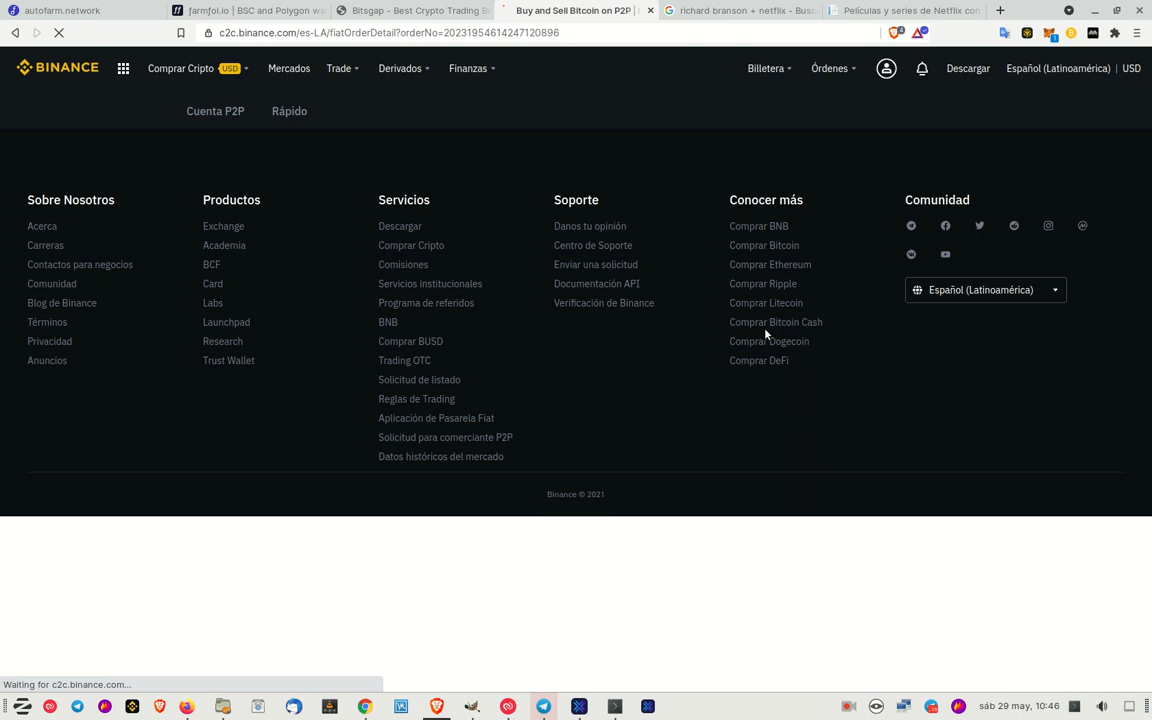 autofarm.network
farmfol.io | BSC and Polygon wa
Bitsgap - Best Crypto Trading B
Buy and Sell Bitcoin on P2P |
richard branson + netflix - Busc
Películas y series de Netflix con
c2c.binance.com/es-LA/fiatOrderDetail?orderNo=20231954614247120896
BINANCE
Comprar Cripto USD
Mercados
Trade
Derivados
Finanzas
Billetera
Órdenes
Descargar
Español (Latinoamérica) | USD
Cuenta P2P
Rápido
Sobre Nosotros
Acerca
Carreras
Contactos para negocios
Comunidad
Blog de Binance
Términos
Privacidad
Anuncios
Productos
Exchange
Academia
BCF
Card
Labs
Launchpad
Research
Trust Wallet
Servicios
Descargar
Comprar Cripto
Comisiones
Servicios institucionales
Programa de referidos
BNB
Comprar BUSD
Trading OTC
Solicitud de listado
Reglas de Trading
Aplicación de Pasarela Fiat
Solicitud para comerciante P2P
Datos históricos del mercado
Soporte
Danos tu opinión
Centro de Soporte
Enviar una solicitud
Documentación API
Verificación de Binance
Conocer más
Comprar BNB
Comprar Bitcoin
Comprar Ethereum
Comprar Ripple
Comprar Litecoin
Comprar Bitcoin Cash
Comprar Dogecoin
Comprar DeFi
Comunidad
Español (Latinoamérica)
Binance © 2021
Waiting for c2c.binance.com...
sáb 29 may, 10:46